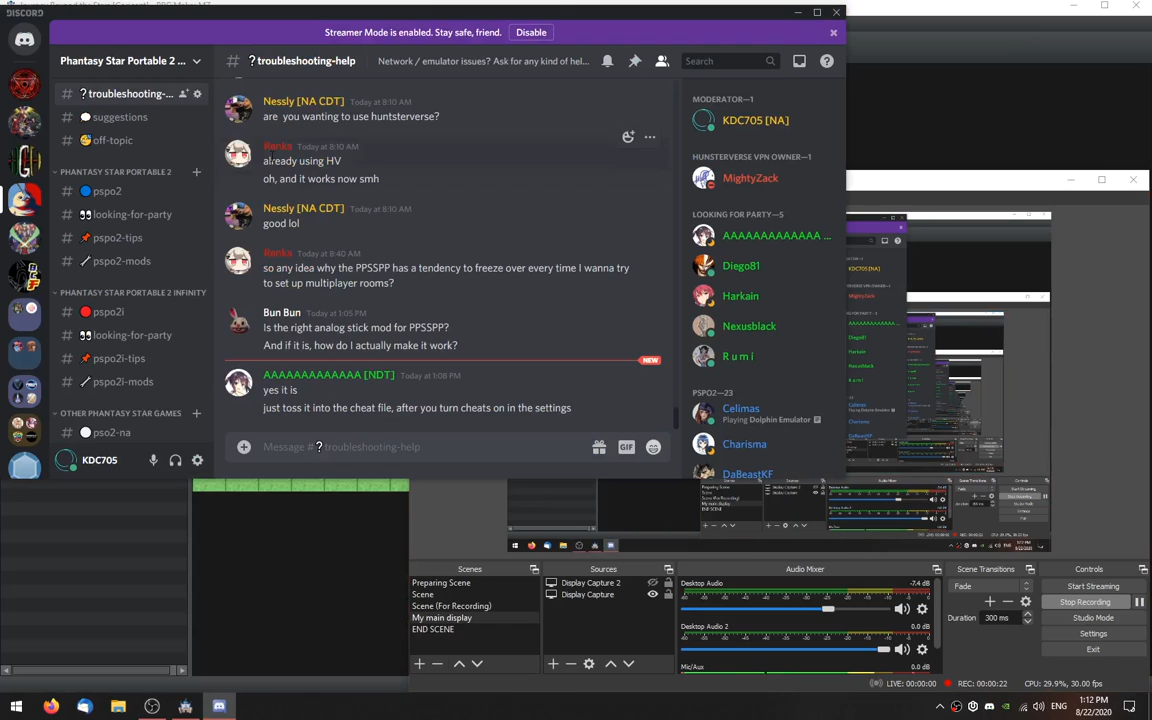 DISCORD
Streamer Mode is enabled. Stay safe, friend.
Disable
Phantasy Star Portable 2 ...
# ?troubleshooting-...
# suggestions
# off-topic
PHANTASY STAR PORTABLE 2
# pspo2
# looking-for-party
# pspo2-tips
# pspo2-mods
PHANTASY STAR PORTABLE 2 INFINITY
# pspo2i
# looking-for-party
# pspo2i-tips
# pspo2i-mods
OTHER PHANTASY STAR GAMES
# pso2-na
KDC705
# ?troubleshooting-help
Network / emulator issues? Ask for any kind of hel...
Search
Nessly [NA CDT] Today at 8:10 AM
are you wanting to use huntsterverse?
Renka Today at 8:10 AM
already using HV
oh, and it works now smh
Nessly [NA CDT] Today at 8:10 AM
good lol
Renka Today at 8:40 AM
so any idea why the PPSSPP has a tendency to freeze over every time I wanna try
to set up multiplayer rooms?
Bun Bun Today at 1:05 PM
Is the right analog stick mod for PPSSPP?
And if it is, how do I actually make it work?
NEW
AAAAAAAAAAAAA [NDT] Today at 1:08 PM
yes it is
just toss it into the cheat file, after you turn cheats on in the settings
Message # ?troubleshooting-help
GIF
MODERATOR—1
KDC705 [NA]
HUNSTERVERSE VPN OWNER—1
MightyZack
LOOKING FOR PARTY—5
AAAAAAAAAAAAA ...
Diego81
Harkain
Nexusblack
R u m i
PSPO2—23
Celimas
Playing Dolphin Emulator
Charisma
DaBeastKF
Scenes
Preparing Scene
Scene
Scene (For Recording)
My main display
END SCENE
Sources
Display Capture 2
Display Capture
Audio Mixer
Desktop Audio
-7.4 dB
Desktop Audio 2
0.0 dB
Mic/Aux
0.0 dB
Scene Transitions
Fade
Duration 300 ms
Controls
Start Streaming
Stop Recording
Studio Mode
Settings
Exit
LIVE: 00:00:00
REC: 00:00:22
CPU: 29.9%, 30.00 fps
ENG
1:12 PM
8/22/2020